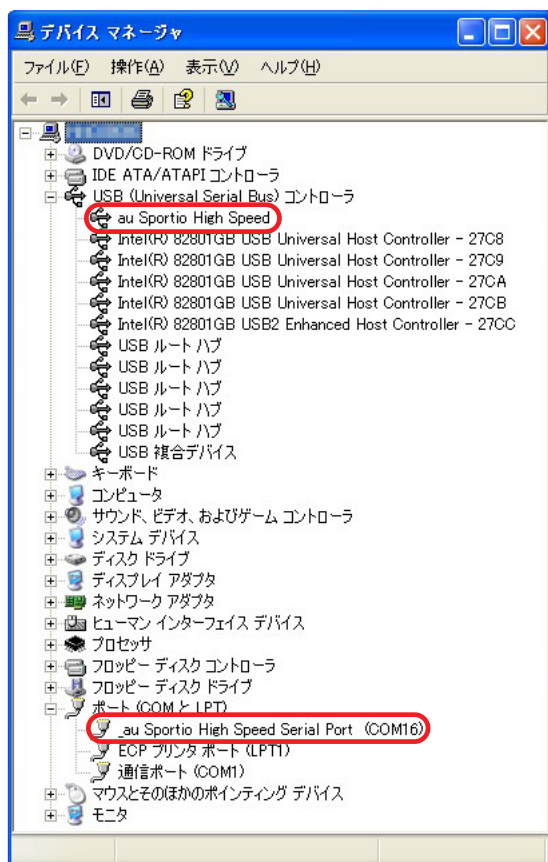 デバイス マネージャ
ファイル(F) 操作(A) 表示(V) ヘルプ(H)
DVD/CD-ROM ドライブ
IDE ATA/ATAPI コントローラ
USB (Universal Serial Bus) コントローラ
au Sportio High Speed
Intel(R) 82801GB USB Universal Host Controller - 27C8
Intel(R) 82801GB USB Universal Host Controller - 27C9
Intel(R) 82801GB USB Universal Host Controller - 27CA
Intel(R) 82801GB USB Universal Host Controller - 27CB
Intel(R) 82801GB USB2 Enhanced Host Controller - 27CC
USB ルート ハブ
USB ルート ハブ
USB ルート ハブ
USB ルート ハブ
USB ルート ハブ
USB 複合デバイス
キーボード
コンピュータ
サウンド、ビデオ、およびゲーム コントローラ
システム デバイス
ディスク ドライブ
ディスプレイ アダプタ
ネットワーク アダプタ
ヒューマン インターフェイス デバイス
プロセッサ
フロッピー ディスク コントローラ
フロッピー ディスク ドライブ
ポート (COM と LPT)
_au Sportio High Speed Serial Port (COM16)
ECP プリンタ ポート (LPT1)
通信ポート (COM1)
マウスとそのほかのポインティング デバイス
モニタ